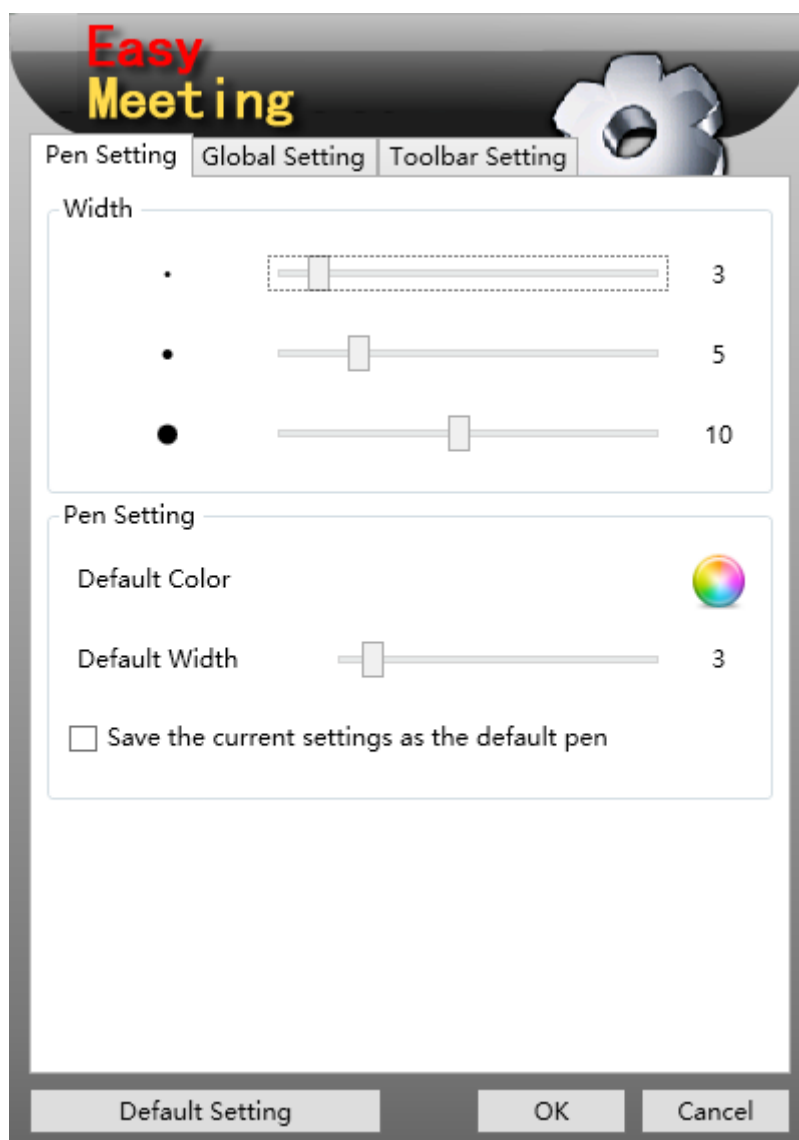 Easy
Meeting
Pen Setting Global Setting Toolbar Setting
Width
3
5
10
Pen Setting
Default Color
Default Width 3
Save the current settings as the default pen
Default Setting OK Cancel